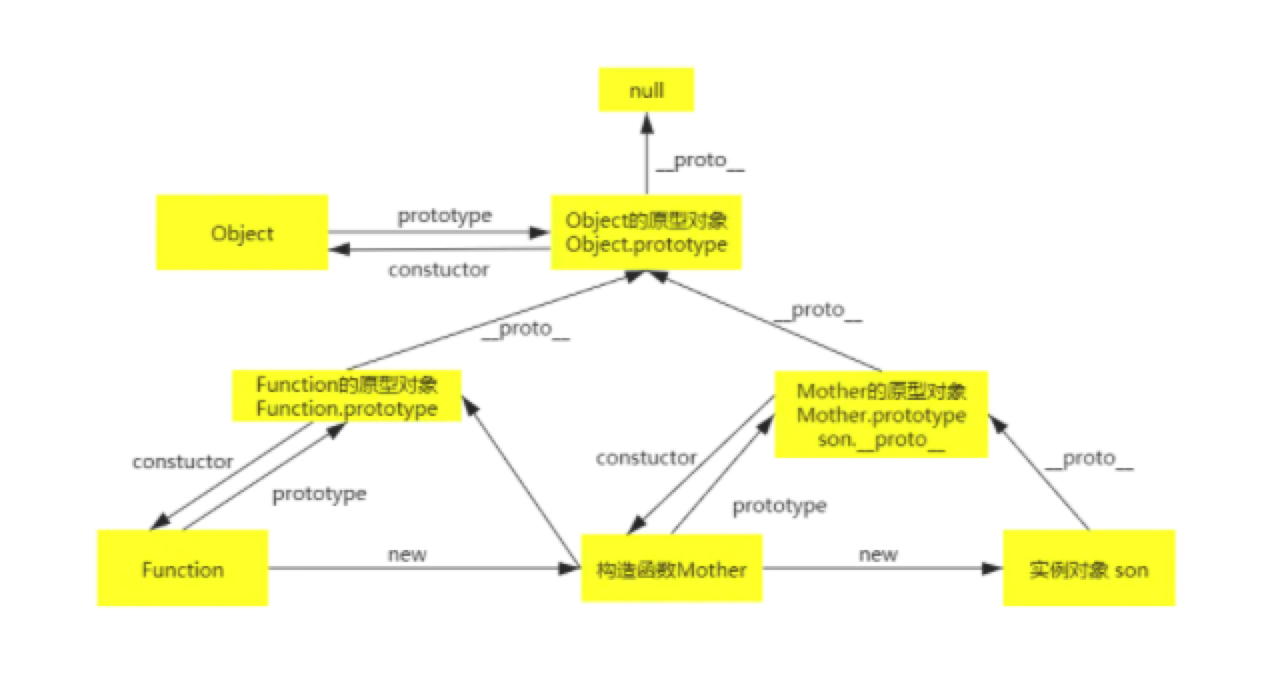 null
__proto__
Object
prototype
constuctor
Object的原型对象
Object.prototype
__proto__
__proto__
Function的原型对象
Function.prototype
Mother的原型对象
Mother.prototype
son.__proto__
constuctor
prototype
constuctor
prototype
__proto__
Function
new
构造函数Mother
new
实例对象 son